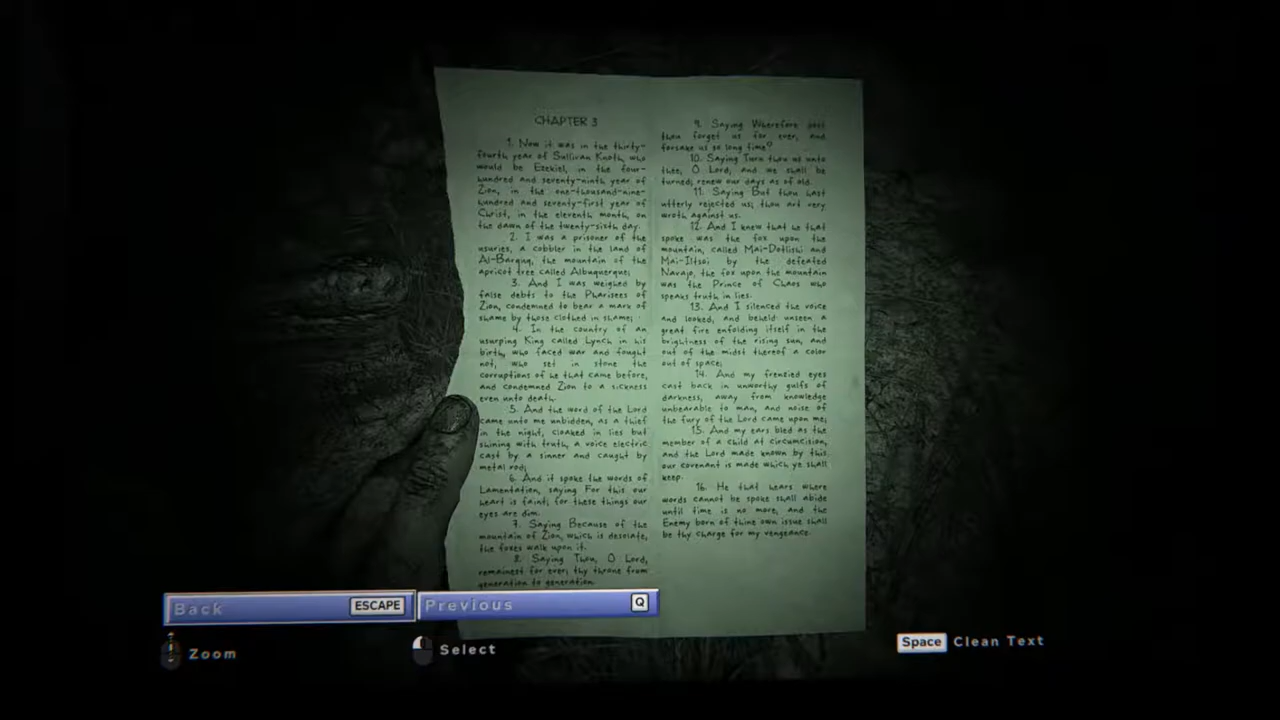 CHAPTER 3
1. Now it was in the thirty-
fourth year of Sullivan Knoth, who
would be Ezekiel, in the four-
hundred and seventy-ninth year of
Zion, in the one-thousand-nine-
hundred and seventy-first year of
Christ, in the eleventh month, on
the dawn of the twenty-sixth day.
2. I was a prisoner of the
usuries, a cobbler in the land of
Al-Barquq, the mountain of the
apricot tree called Albuquerque;
3. And I was weighed by
false debts to the Pharisees of
Zion, condemned to bear a mark of
shame by those clothed in shame;
4. In the country of an
usurping King called Lynch in his
birth, who faced war and fought
not, who set in stone the
corruptions of he that came before,
and condemned Zion to a sickness
even unto death.
5. And the word of the Lord
came unto me unbidden, as a thief
in the night, cloaked in lies but
shining with truth, a voice electric
cast by a sinner and caught by
metal rod;
6. And it spoke the words of
Lamentation, saying For this our
heart is faint; for these things our
eyes are dim.
7. Saying Because of the
mountain of Zion, which is desolate,
the foxes walk upon it.
8. Saying Thou, O Lord,
remainest for ever; thy throne from
generation to generation.
9. Saying Wherefore dost
thou forget us for ever, and
forsake us so long time?
10. Saying Turn thou us unto
thee, O Lord, and we shall be
turned; renew our days as of old.
11. Saying But thou hast
utterly rejected us; thou art very
wroth against us.
12. And I knew that he that
spoke was the fox upon the
mountain, called Mai-Dotlishi and
Mai-Iltsoi by the defeated
Navajo, the fox upon the mountain
was the Prince of Chaos who
speaks truth in lies.
13. And I silenced the voice
and looked, and beheld unseen a
great fire enfolding itself in the
brightness of the rising sun, and
out of the midst thereof a color
out of space;
14. And my frenzied eyes
cast back in unworthy gulfs of
darkness, away from knowledge
unbearable to man, and noise of
the fury of the Lord came upon me;
15. And my ears bled as the
member of a child at circumcision,
and the Lord made known by this
our covenant is made which ye shall
keep.
16. He that hears where
words cannot be spoke shall abide
until time is no more, and the
Enemy born of thine own issue shall
be thy charge for my vengeance.
Back ESCAPE
Previous Q
Zoom
Select
Space Clean Text